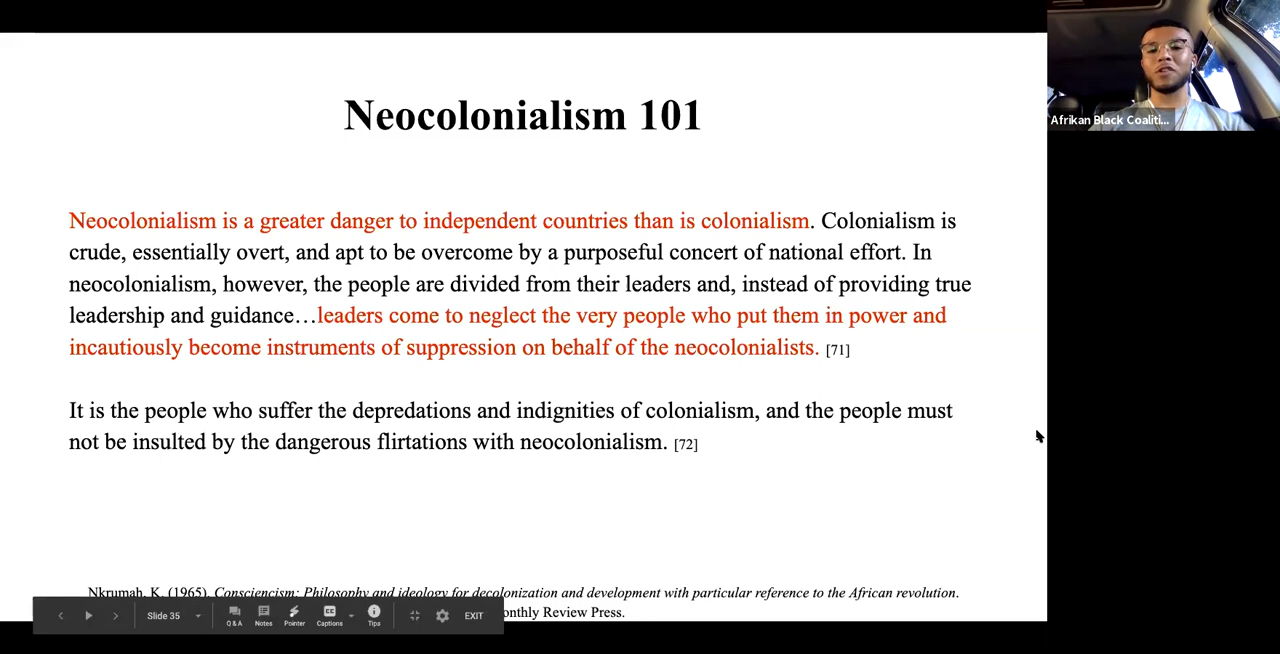 Neocolonialism 101
Afrikan Black Coaliti...
Neocolonialism is a greater danger to independent countries than is colonialism. Colonialism is
crude, essentially overt, and apt to be overcome by a purposeful concert of national effort. In
neocolonialism, however, the people are divided from their leaders and, instead of providing true
leadership and guidance…leaders come to neglect the very people who put them in power and
incautiously become instruments of suppression on behalf of the neocolonialists. [71]
It is the people who suffer the depredations and indignities of colonialism, and the people must
not be insulted by the dangerous flirtations with neocolonialism. [72]
Nkrumah, K. (1965). Consciencism: Philosophy and ideology for decolonization and development with particular reference to the African revolution.
onthly Review Press.
Slide 35
Q & A
Notes
Pointer
Captions
Tips
EXIT